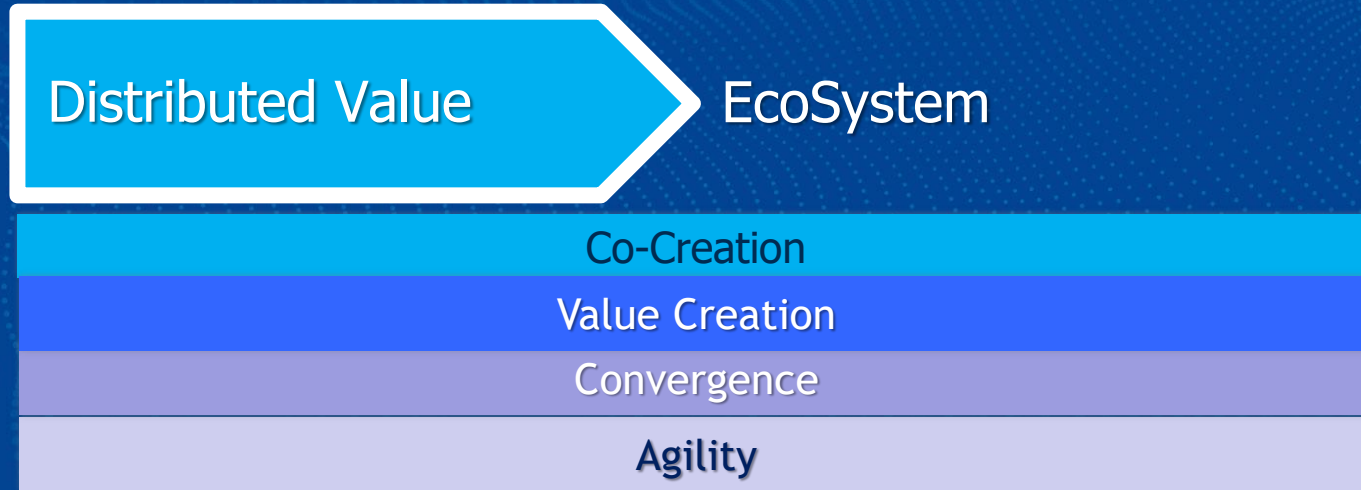 Distributed Value
EcoSystem
Co-Creation
Value Creation
Convergence
Agility